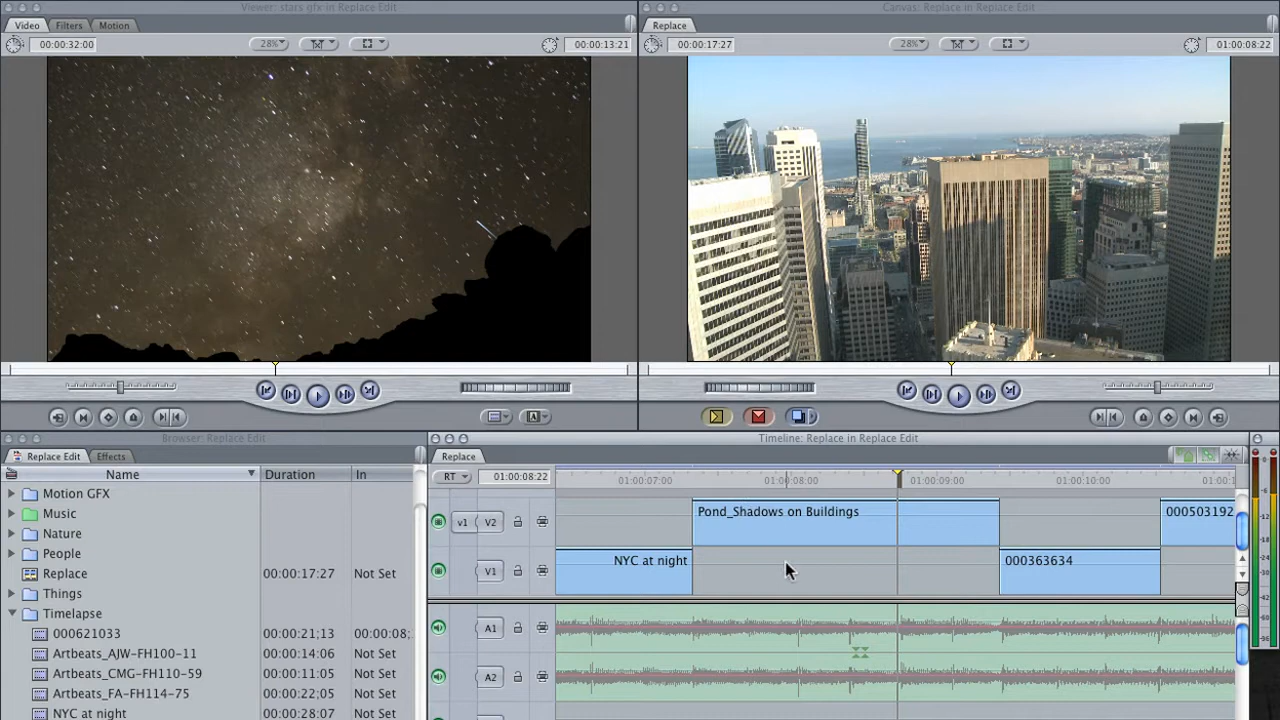 Viewer: stars gfx in Replace Edit
Video Filters Motion
00:00:32:00
28%
00:00:13:21
Canvas: Replace in Replace Edit
Replace
00:00:17:27
28%
01:00:08:22
Browser: Replace Edit
Replace Edit Effects
Name Duration In
Motion GFX
Music
Nature
People
Replace 00:00:17:27 Not Set
Things
Timelapse
000621033 00:00:21;13 00:00:08;
Artbeats_AJW-FH100-11 00:00:14:06 Not Set
Artbeats_CMG-FH110-59 00:00:11:05 Not Set
Artbeats_FA-FH114-75 00:00:22;05 Not Set
NYC at night 00:00:28:07 Not Set
Timeline: Replace in Replace Edit
Replace
RT 01:00:08:22
01:00:07:00 01:00:08:00 01:00:09:00 01:00:10:00 01:00:1
v1 V2 Pond_Shadows on Buildings 000503192
V1 NYC at night 000363634
A1
A2